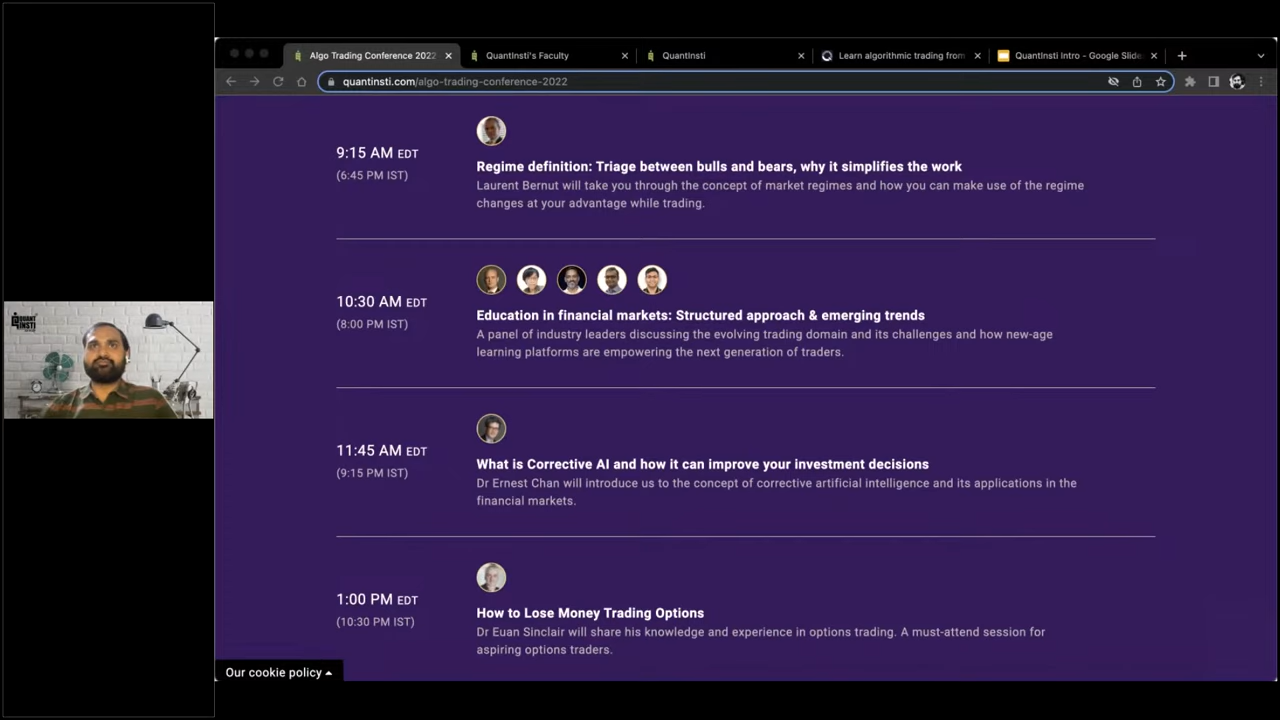 Algo Trading Conference 2022
QuantInsti's Faculty
QuantInsti
Learn algorithmic trading from
QuantInsti Intro - Google Slide
quantinsti.com/algo-trading-conference-2022
9:15 AM EDT
(6:45 PM IST)
Regime definition: Triage between bulls and bears, why it simplifies the work
Laurent Bernut will take you through the concept of market regimes and how you can make use of the regime
changes at your advantage while trading.
10:30 AM EDT
(8:00 PM IST)
Education in financial markets: Structured approach & emerging trends
A panel of industry leaders discussing the evolving trading domain and its challenges and how new-age
learning platforms are empowering the next generation of traders.
11:45 AM EDT
(9:15 PM IST)
What is Corrective AI and how it can improve your investment decisions
Dr Ernest Chan will introduce us to the concept of corrective artificial intelligence and its applications in the
financial markets.
1:00 PM EDT
(10:30 PM IST)
How to Lose Money Trading Options
Dr Euan Sinclair will share his knowledge and experience in options trading. A must-attend session for
aspiring options traders.
Our cookie policy
QUANT
INSTI